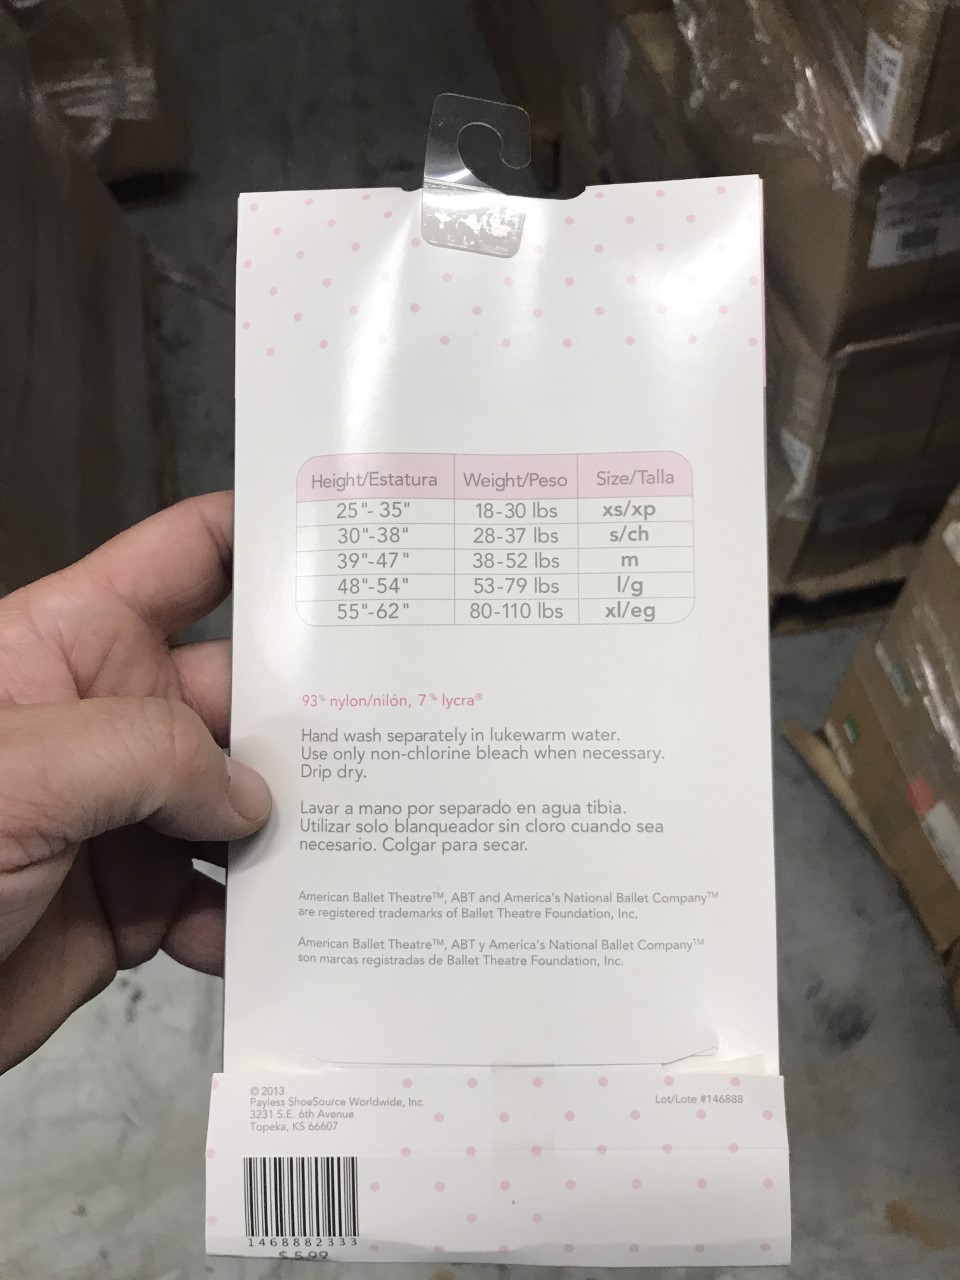 Height/Estatura Weight/Peso Size/Talla
25"- 35" 18-30 lbs xs/xp
30"-38" 28-37 lbs s/ch
39"-47" 38-52 lbs m
48"-54" 53-79 lbs l/g
55"-62" 80-110 lbs xl/eg
93% nylon/nilón, 7% lycra®
Hand wash separately in lukewarm water.
Use only non-chlorine bleach when necessary.
Drip dry.
Lavar a mano por separado en agua tibia.
Utilizar solo blanqueador sin cloro cuando sea
necesario. Colgar para secar.
American Ballet Theatre™, ABT and America's National Ballet Company™
are registered trademarks of Ballet Theatre Foundation, Inc.
American Ballet Theatre™, ABT y America's National Ballet Company™
son marcas registradas de Ballet Theatre Foundation, Inc.
© 2013
Payless ShoeSource Worldwide, Inc.
3231 S.E. 6th Avenue
Topeka, KS 66607
Lot/Lote #146888
1468882333
$ 5.99